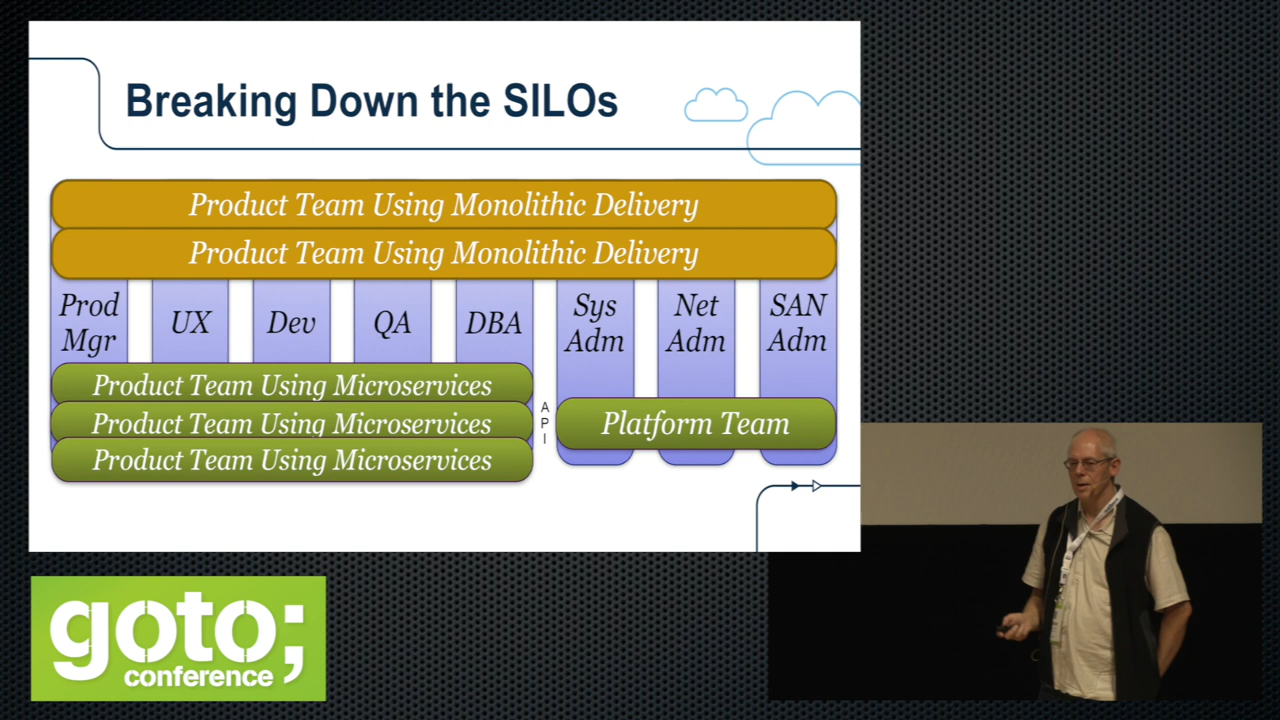 Breaking Down the SILOs
Product Team Using Monolithic Delivery
Product Team Using Monolithic Delivery
Prod
Mgr
UX
Dev
QA
DBA
Sys
Adm
Net
Adm
SAN
Adm
Product Team Using Microservices
Product Team Using Microservices
Product Team Using Microservices
A
P
I
Platform Team
goto;
conference